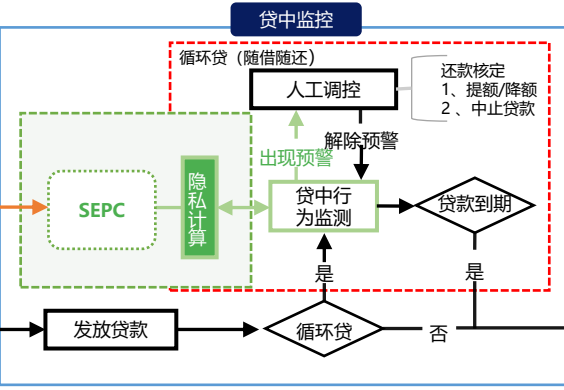 贷中监控
循环贷（随借随还）
人工调控
还款核定
1、提额/降额
2 、中止贷款
出现预警
解除预警
SEPC
隐
私
计
算
贷中行
为监测
贷款到期
是
是
发放贷款
循环贷
否